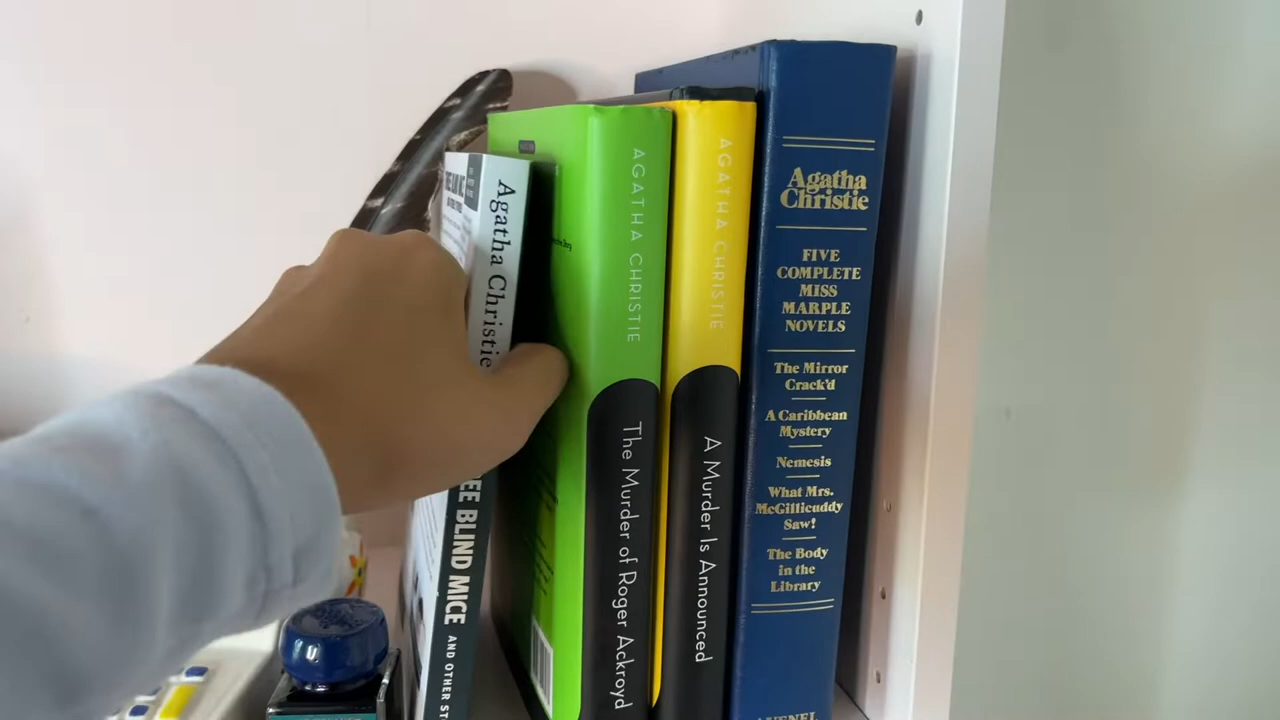 Agatha Christie
EE BLIND MICE
AND OTHER ST
AGATHA CHRISTIE
The Murder of Roger Ackroyd
AGATHA CHRISTIE
A Murder Is Announced
Agatha
Christie
FIVE
COMPLETE
MISS
MARPLE
NOVELS
The Mirror
Crack'd
A Caribbean
Mystery
Nemesis
What Mrs.
McGillicuddy
Saw!
The Body
in the
Library
AVENEL